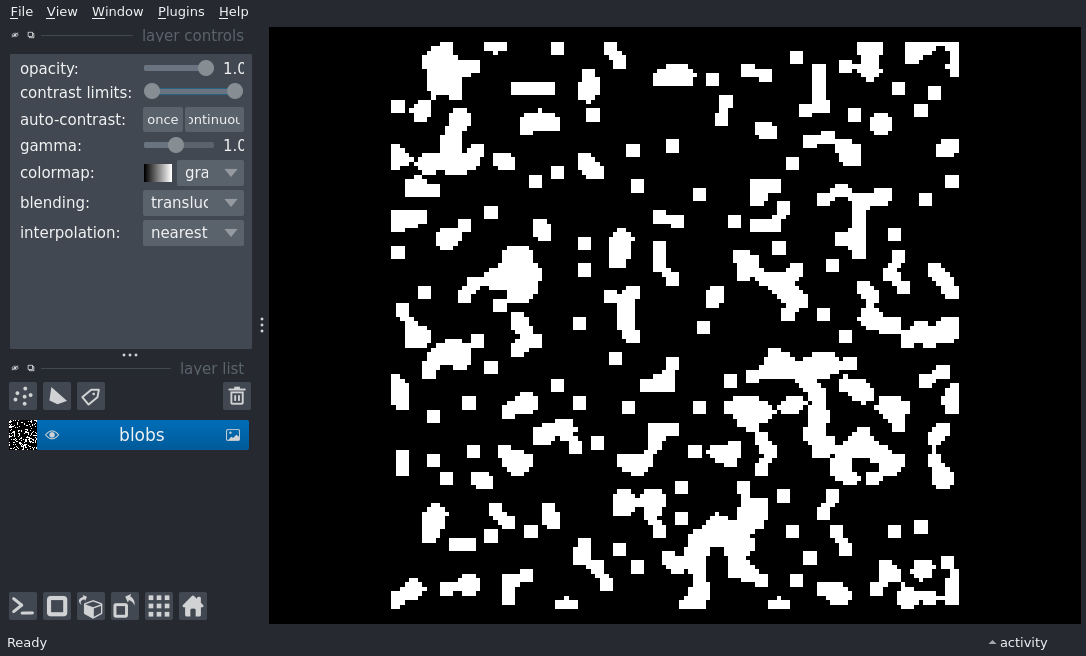 File View Window Plugins Help
layer controls
opacity: 1.0
contrast limits:
auto-contrast: once ontinuou
gamma: 1.0
colormap: gra
blending: transluc
interpolation: nearest
layer list
blobs
Ready
activity